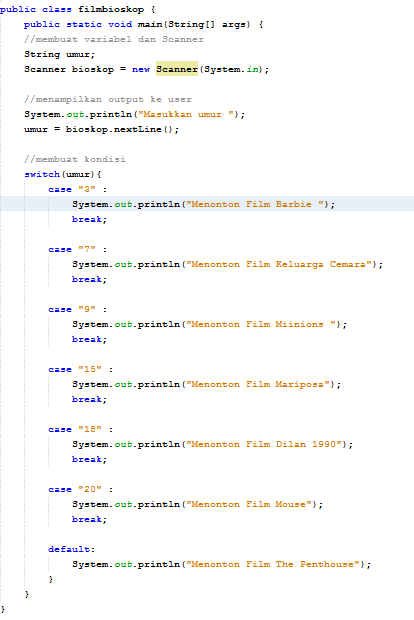 public class filmbioskop {
public static void main(String[] args) {
//membuat variabel dan Scanner
String umur;
Scanner bioskop = new Scanner(System.in);
//menampilkan output ke user
System.out.println("Masukkan umur ");
umur = bioskop.nextLine();
//membuat kondisi
switch(umur){
case "3" :
System.out.println("Menonton Film Barbie ");
break;
case "7" :
System.out.println("Menonton Film Keluarga Cemara");
break;
case "9" :
System.out.println("Menonton Film Miinions ");
break;
case "15" :
System.out.println("Menonton Film Mariposa");
break;
case "18" :
System.out.println("Menonton Film Dilan 1990");
break;
case "20" :
System.out.println("Menonton Film Mouse");
break;
default:
System.out.println("Menonton Film The Penthouse");
}
}
}